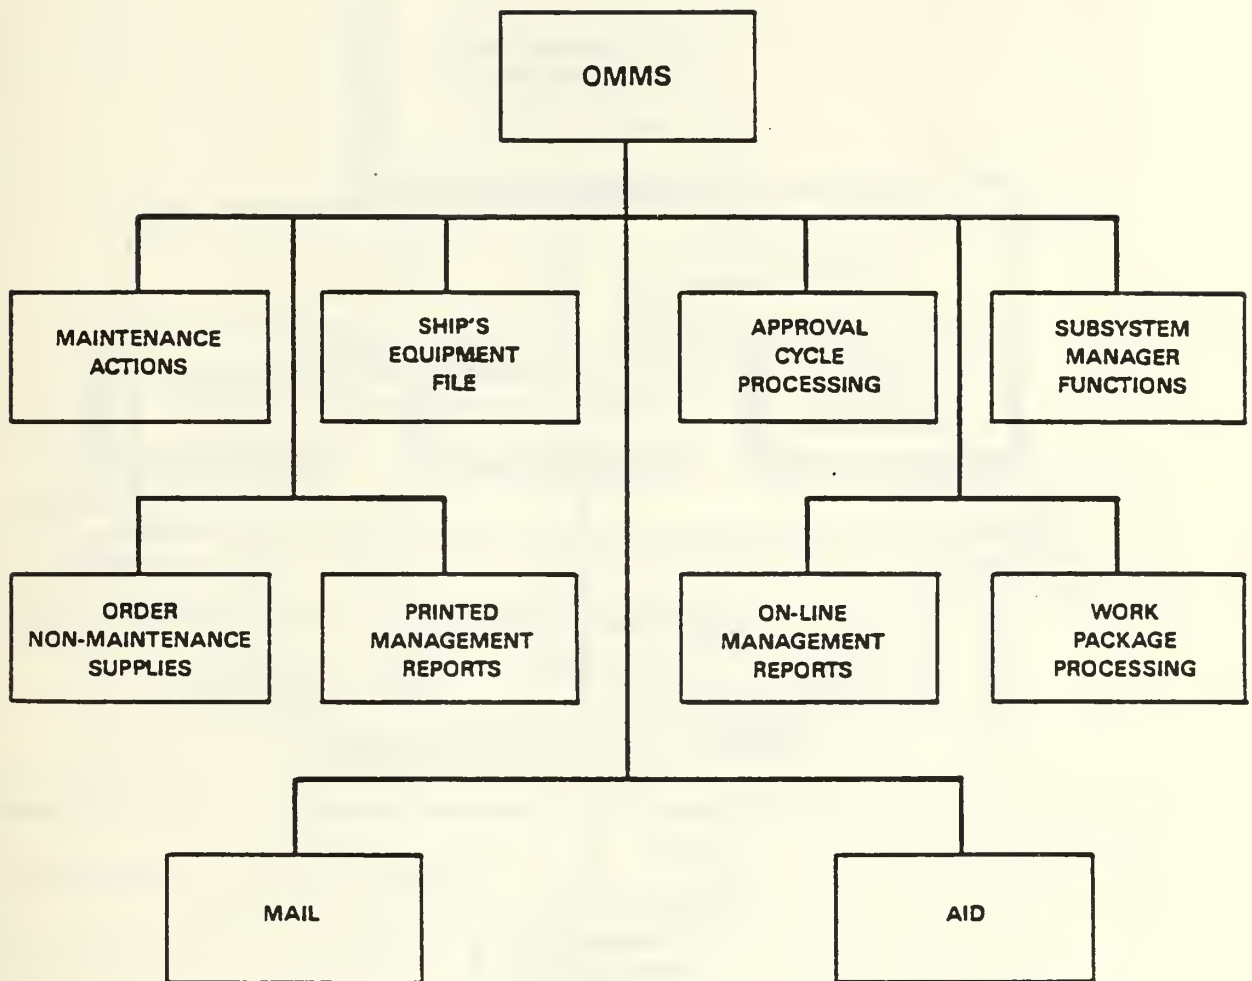 OMMS
MAINTENANCE
ACTIONS
SHIP'S
EQUIPMENT
FILE
APPROVAL
CYCLE
PROCESSING
SUBSYSTEM
MANAGER
FUNCTIONS
ORDER
NON-MAINTENANCE
SUPPLIES
PRINTED
MANAGEMENT
REPORTS
ON-LINE
MANAGEMENT
REPORTS
WORK
PACKAGE
PROCESSING
MAIL
AID